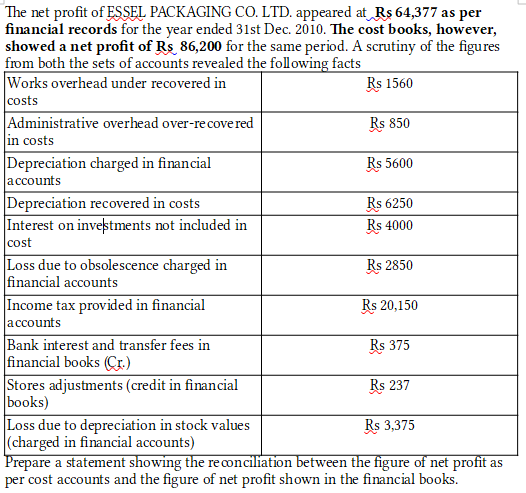 The net profit of ESSEL PACKAGING CO. LTD. appeared at Rs 64,377 as per
financial records for the year ended 31st Dec. 2010. The cost books, however,
showed a net profit of Rs 86,200 for the same period. A scrutiny of the figures
from both the sets of accounts revealed the following facts
Works overhead under recovered in
costs
Rs 1560
Administrative overhead over-recovered
in costs
Rs 850
Depreciation charged in financial
accounts
Rs 5600
Depreciation recovered in costs
Rs 6250
Interest on investments not included in
cost
Rs 4000
Loss due to obsolescence charged in
financial accounts
Rs 2850
Income tax provided in financial
accounts
Rs 20,150
Bank interest and transfer fees in
financial books (Cr.)
Rs 375
Stores adjustments (credit in financial
books)
Rs 237
Loss due to depreciation in stock values
(charged in financial accounts)
Rs 3,375
Prepare a statement showing the reconciliation between the figure of net profit as
per cost accounts and the figure of net profit shown in the financial books.